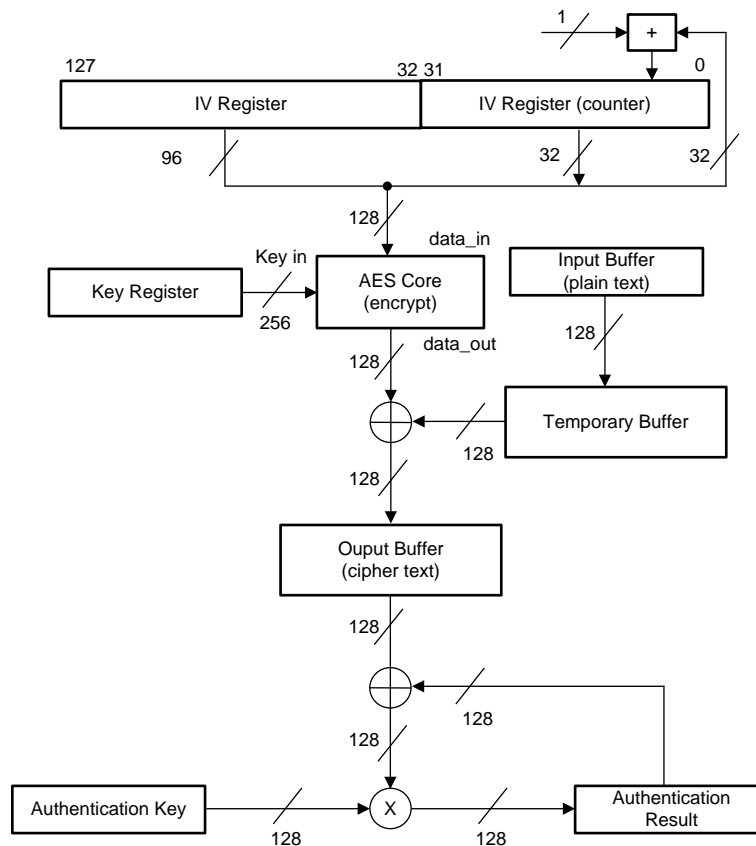 1
+
127
32
31
0
IV Register
IV Register (counter)
96
32
32
128
data_in
Key in
Key Register
256
AES Core
(encrypt)
Input Buffer
(plain text)
data_out
128
128
Temporary Buffer
128
128
Ouput Buffer
(cipher text)
128
128
128
Authentication Key
128
X
128
Authentication
Result